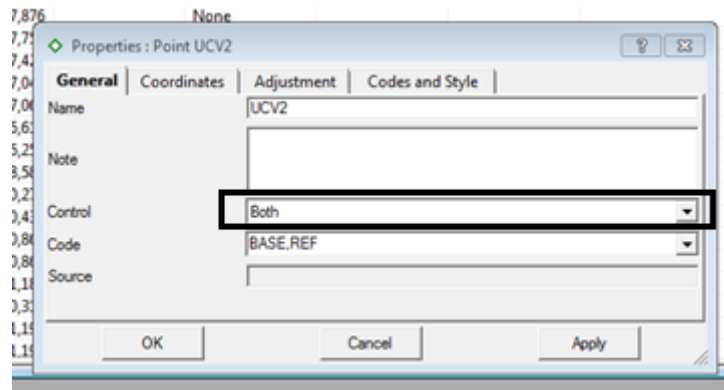 7,876 None
Properties : Point UCV2
General Coordinates Adjustment Codes and Style
Name UCV2
Note
Control Both
Code BASE,REF
Source
OK Cancel Apply